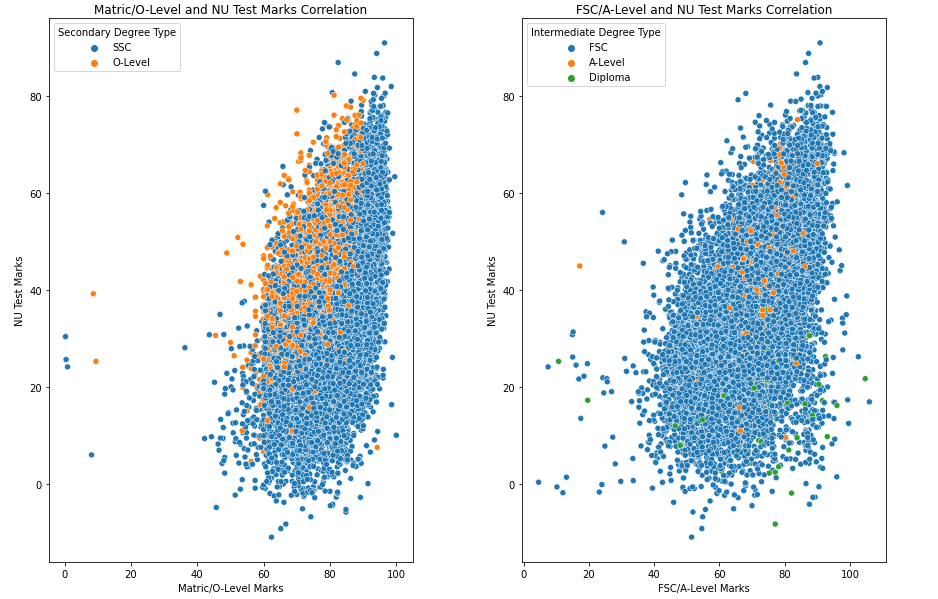 Matric/O-Level and NU Test Marks Correlation
Secondary Degree Type
SSC
O-Level
80
60
40
20
0
NU Test Marks
0 20 40 60 80 100
Matric/O-Level Marks
FSC/A-Level and NU Test Marks Correlation
Intermediate Degree Type
FSC
A-Level
Diploma
80
60
40
20
0
NU Test Marks
0 20 40 60 80 100
FSC/A-Level Marks